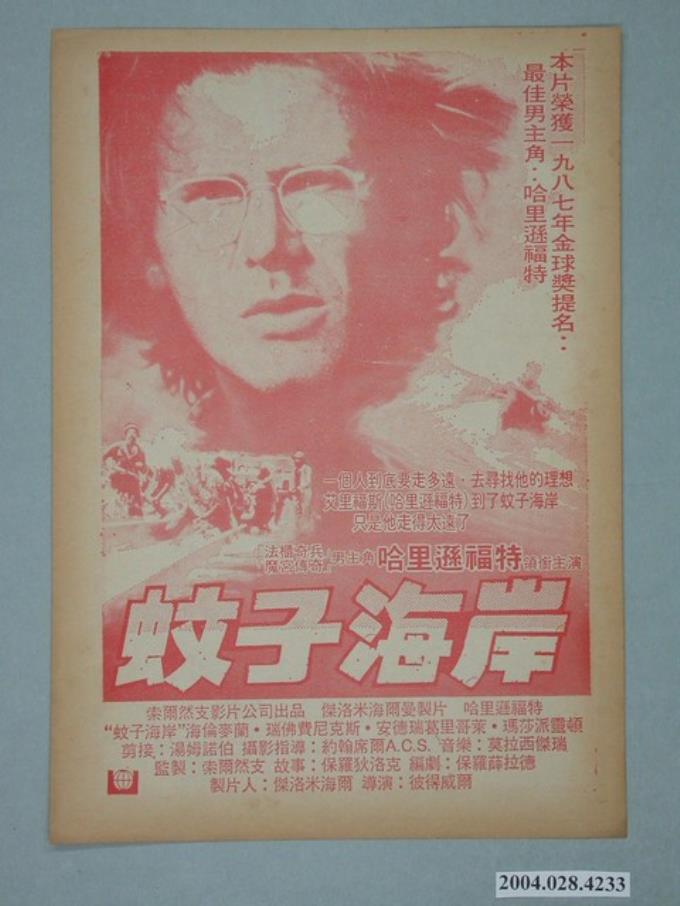 本片榮獲一九八七年金球獎提名：
最佳男主角：哈里遜福特
一個人到底要走多遠，去尋找他的理想
艾里福斯(哈里遜福特)到了蚊子海岸
只是他走得太遠了
「法櫃奇兵
魔宮傳奇」男主角 哈里遜福特 領銜主演
蚊子海岸
索爾然支影片公司出品 傑洛米海爾曼製片 哈里遜福特
“蚊子海岸”海倫麥蘭・瑞佛費尼克斯・安德瑞葛里哥萊・瑪莎派靈頓
剪接：湯姆諾伯 攝影指導：約翰席爾A.C.S. 音樂：莫拉西傑瑞
監製：索爾然支 故事：保羅狄洛克 編劇：保羅薛拉德
製片人：傑洛米海爾 導演：彼得威爾
2004.028.4233